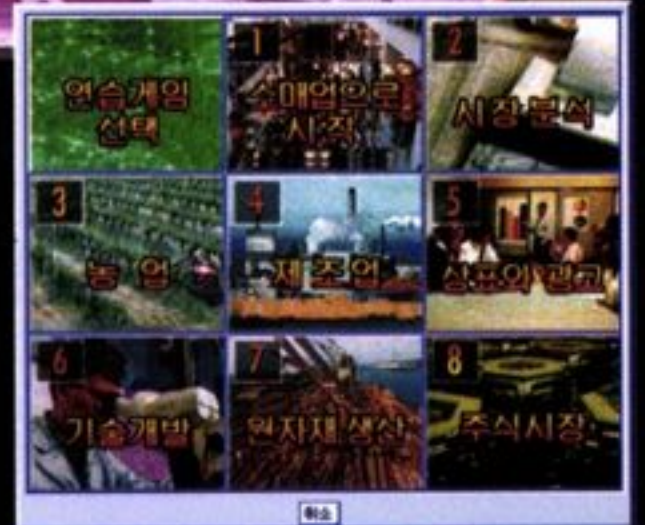 연습게임
선택
1
소매업으로
시작
2
시장분석
3
농 업
4
제조업
5
상표와 광고
6
기술개발
7
원자재 생산
8
주식시장
취소